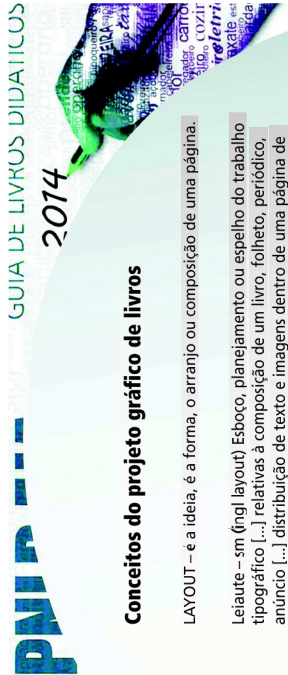 GUIA DE LIVROS DIDÁTICOS
2014
Conceitos do projeto gráfico de livros
LAYOUT – é a ideia, é a forma, o arranjo ou composição de uma página.
Leiaute – sm (ingl layout) Esboço, planejamento ou espelho do trabalho
tipográfico [...] relativas à composição de um livro, folheto, periódico,
anúncio [...] distribuição de texto e imagens dentro de uma página de